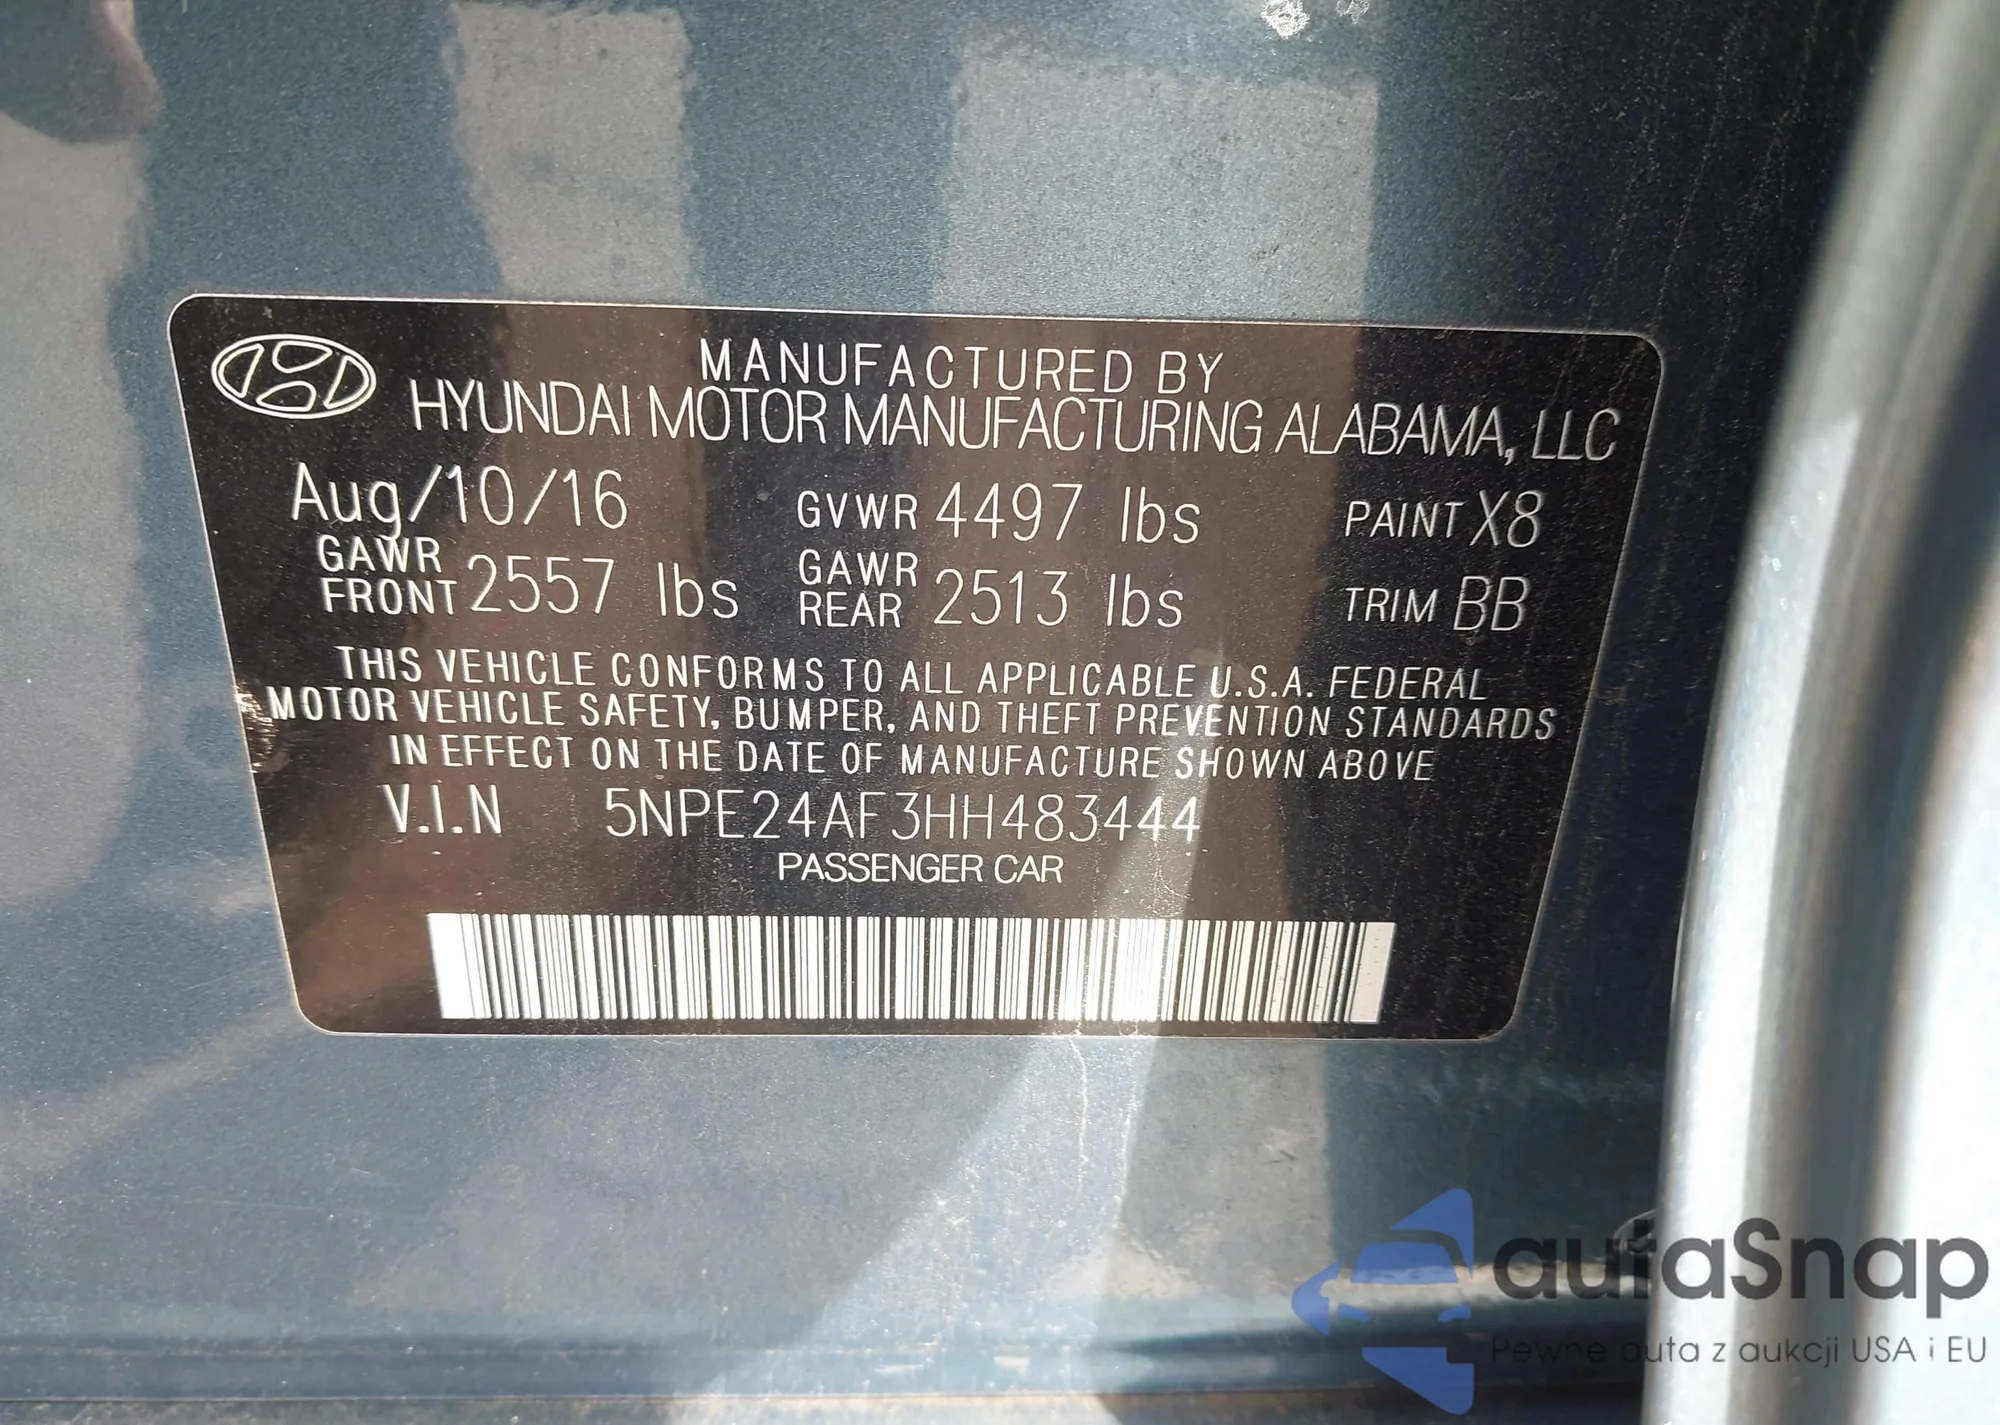 MANUFACTURED BY
HYUNDAI MOTOR MANUFACTURING ALABAMA, LLC
Aug/10/16 GVWR 4497 lbs PAINT X8
GAWR FRONT 2557 lbs GAWR REAR 2513 lbs TRIM BB
THIS VEHICLE CONFORMS TO ALL APPLICABLE U.S.A. FEDERAL
MOTOR VEHICLE SAFETY, BUMPER, AND THEFT PREVENTION STANDARDS
IN EFFECT ON THE DATE OF MANUFACTURE SHOWN ABOVE
V.I.N 5NPE24AF3HH483444
PASSENGER CAR
autaSnap
Pewne auta z aukcji USA i EU